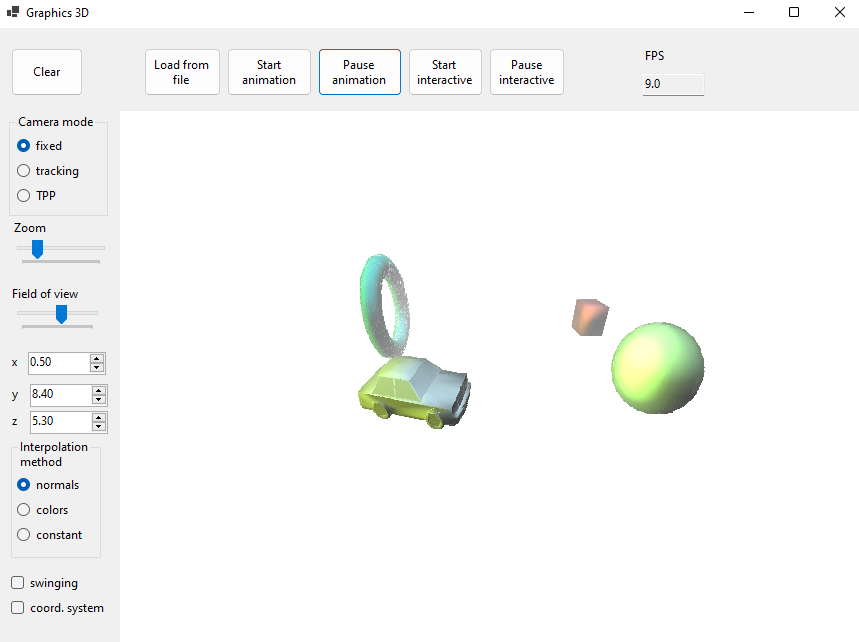 Graphics 3D
Clear
Load from
file
Start
animation
Pause
animation
Start
interactive
Pause
interactive
FPS
9.0
Camera mode
fixed
tracking
TPP
Zoom
Field of view
x 0.50
y 8.40
z 5.30
Interpolation
method
normals
colors
constant
swinging
coord. system